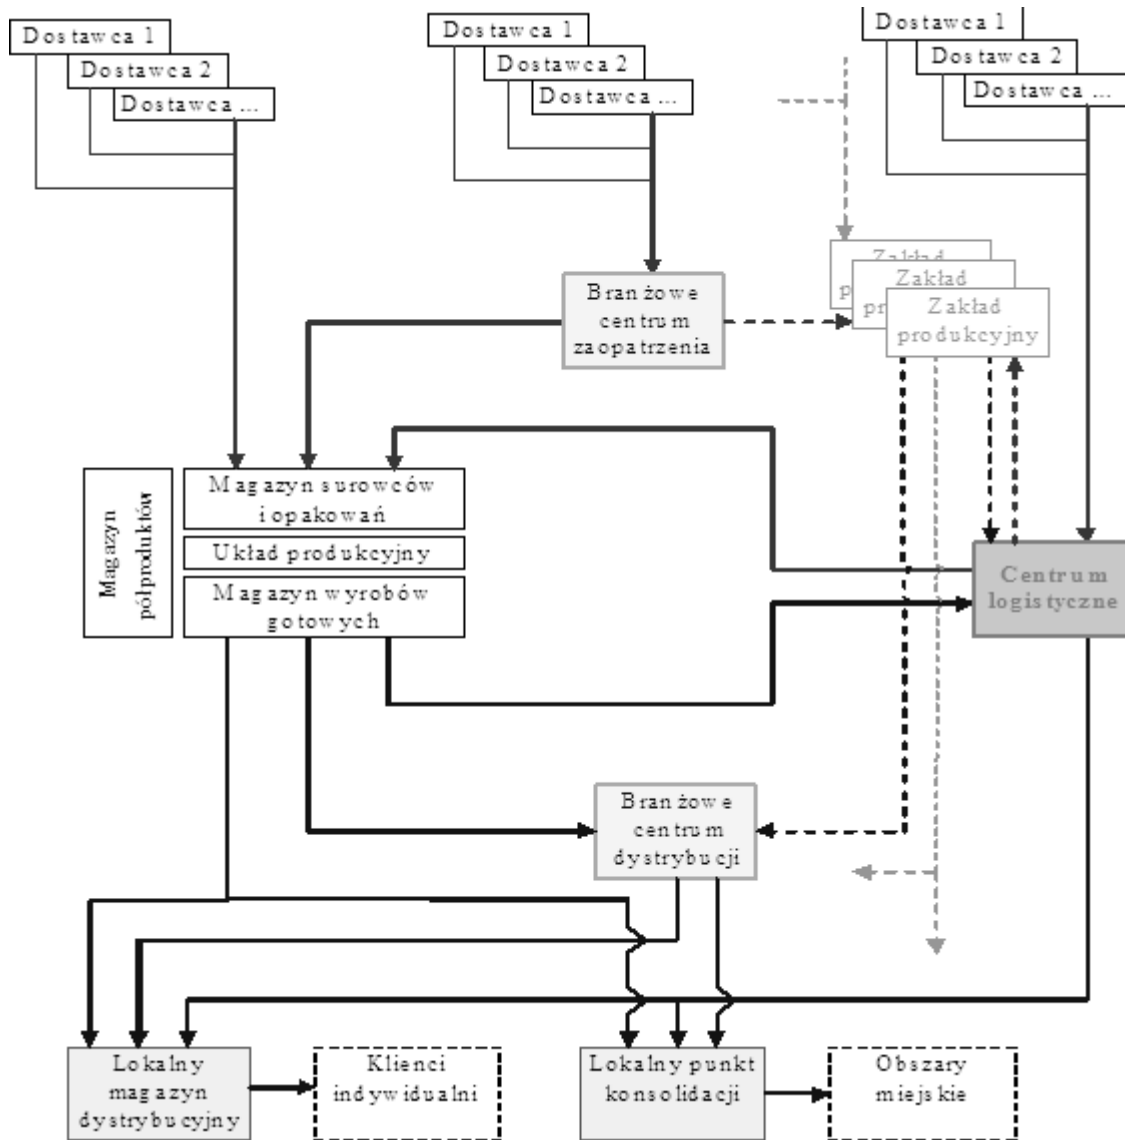 Dostawca 1
Dostawca 2
Dostawca ...
Dostawca 1
Dostawca 2
Dostawca ...
Dostawca 1
Dostawca 2
Dostawca ...
Branżowe
centrum
zaopatrzenia
Zakład
Zakład
Zakład
produkcyjny
Magazyn
półproduktów
Magazyn surowców
i opakowań
Układ produkcyjny
Magazyn wyrobów
gotowych
Centrum
logistyczne
Branżowe
centrum
dystrybucji
Lokalny
magazyn
dystrybucyjny
Klienci
indywidualni
Lokalny punkt
konsolidacji
Obszary
miejskie